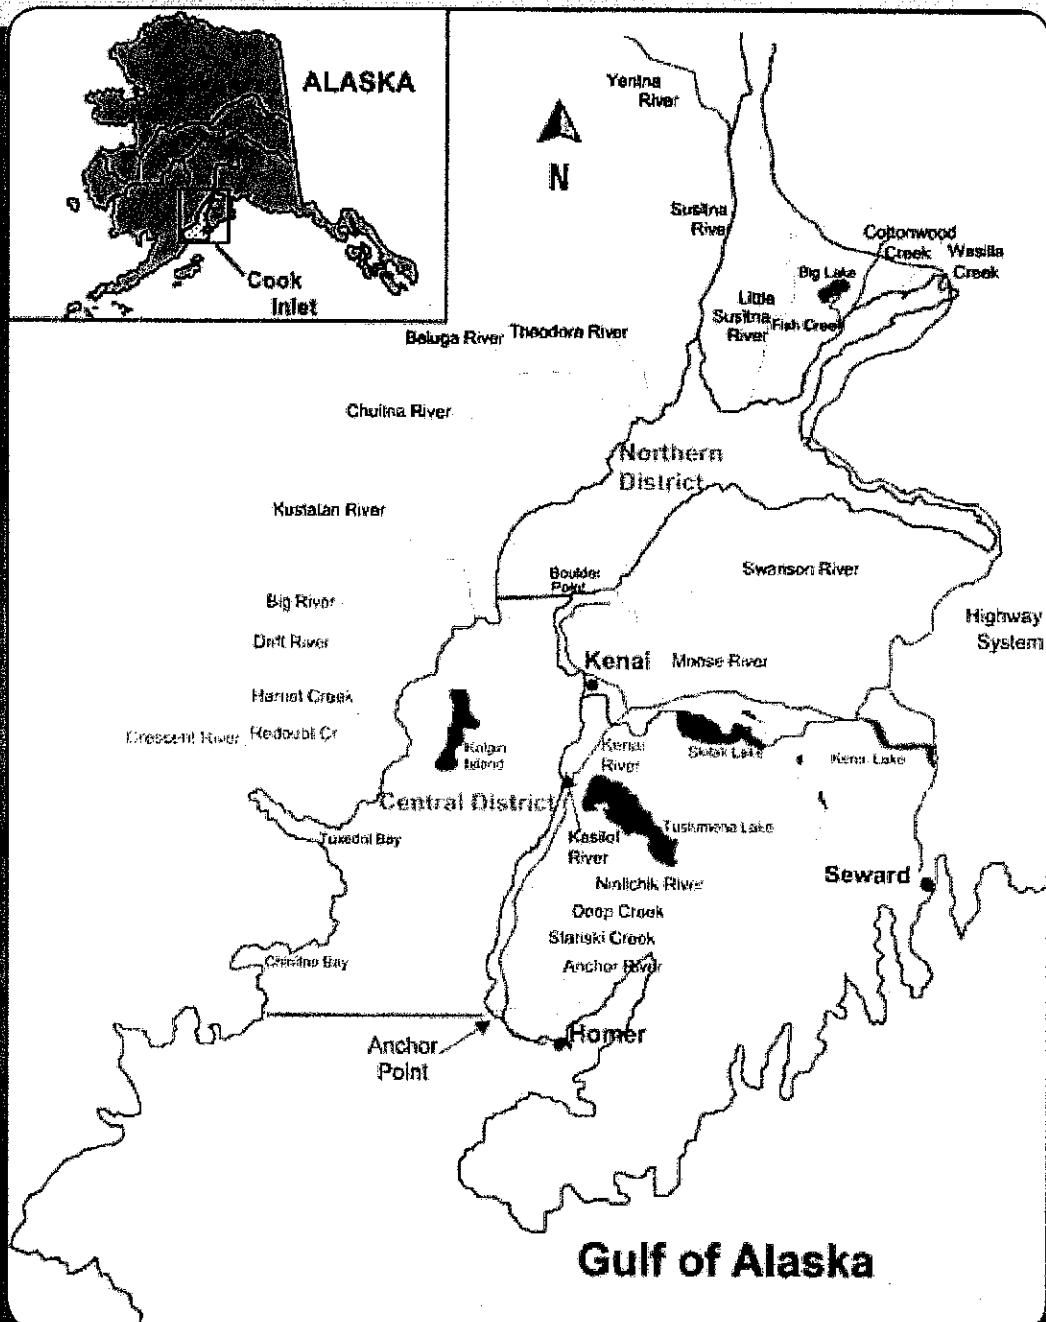 ALASKA
Cook
Inlet
N
Yentna
River
Susitna
River
Cottonwood
Creek
Wasilla
Creek
Big Lake
Little
Susitna
River
Fish Creek
Beluga River
Theodore River
Chuitna River
Northern
District
Kustatan River
Boulder
Point
Swanson River
Big River
Highway
System
Drift River
Kenai
Moose River
Harriet Creek
Crescent River
Redoubt Cr
Kalgin
Island
Kenai
River
Skilak Lake
Kenai Lake
Central District
Tustumena Lake
Tuxedni Bay
Kasilof
River
Seward
Ninilchik River
Deep Creek
Stariski Creek
Chinitna Bay
Anchor River
Anchor
Point
Homer
Gulf of Alaska